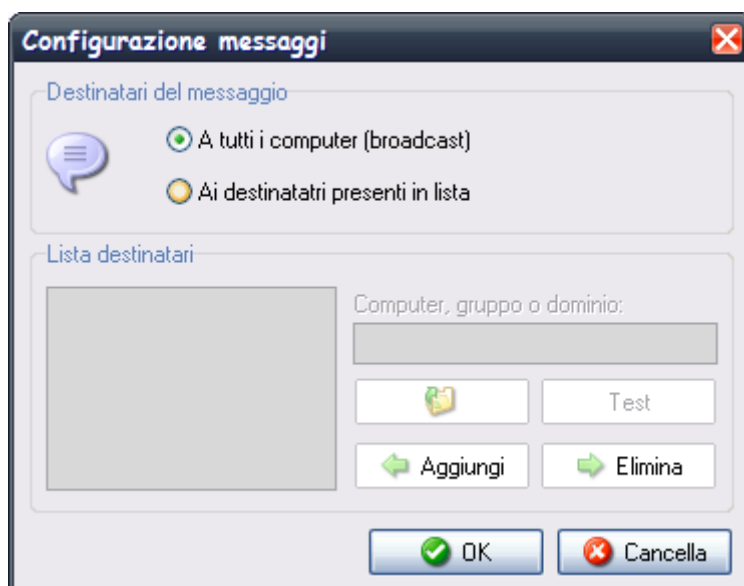 Configurazione messaggi
Destinatari del messaggio
A tutti i computer (broadcast)
Ai destinatatri presenti in lista
Lista destinatari
Computer, gruppo o dominio:
Test
Aggiungi
Elimina
OK
Cancella